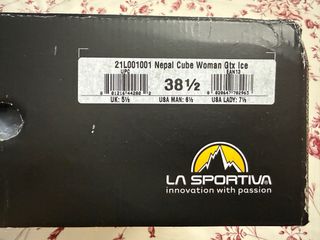 21L001001 Nepal Cube Woman Gtx Ice
UPC
38½
EAN13
UK: 5½
USA MAN: 6½
USA LADY: 7½
LA SPORTIVA
innovation with passion